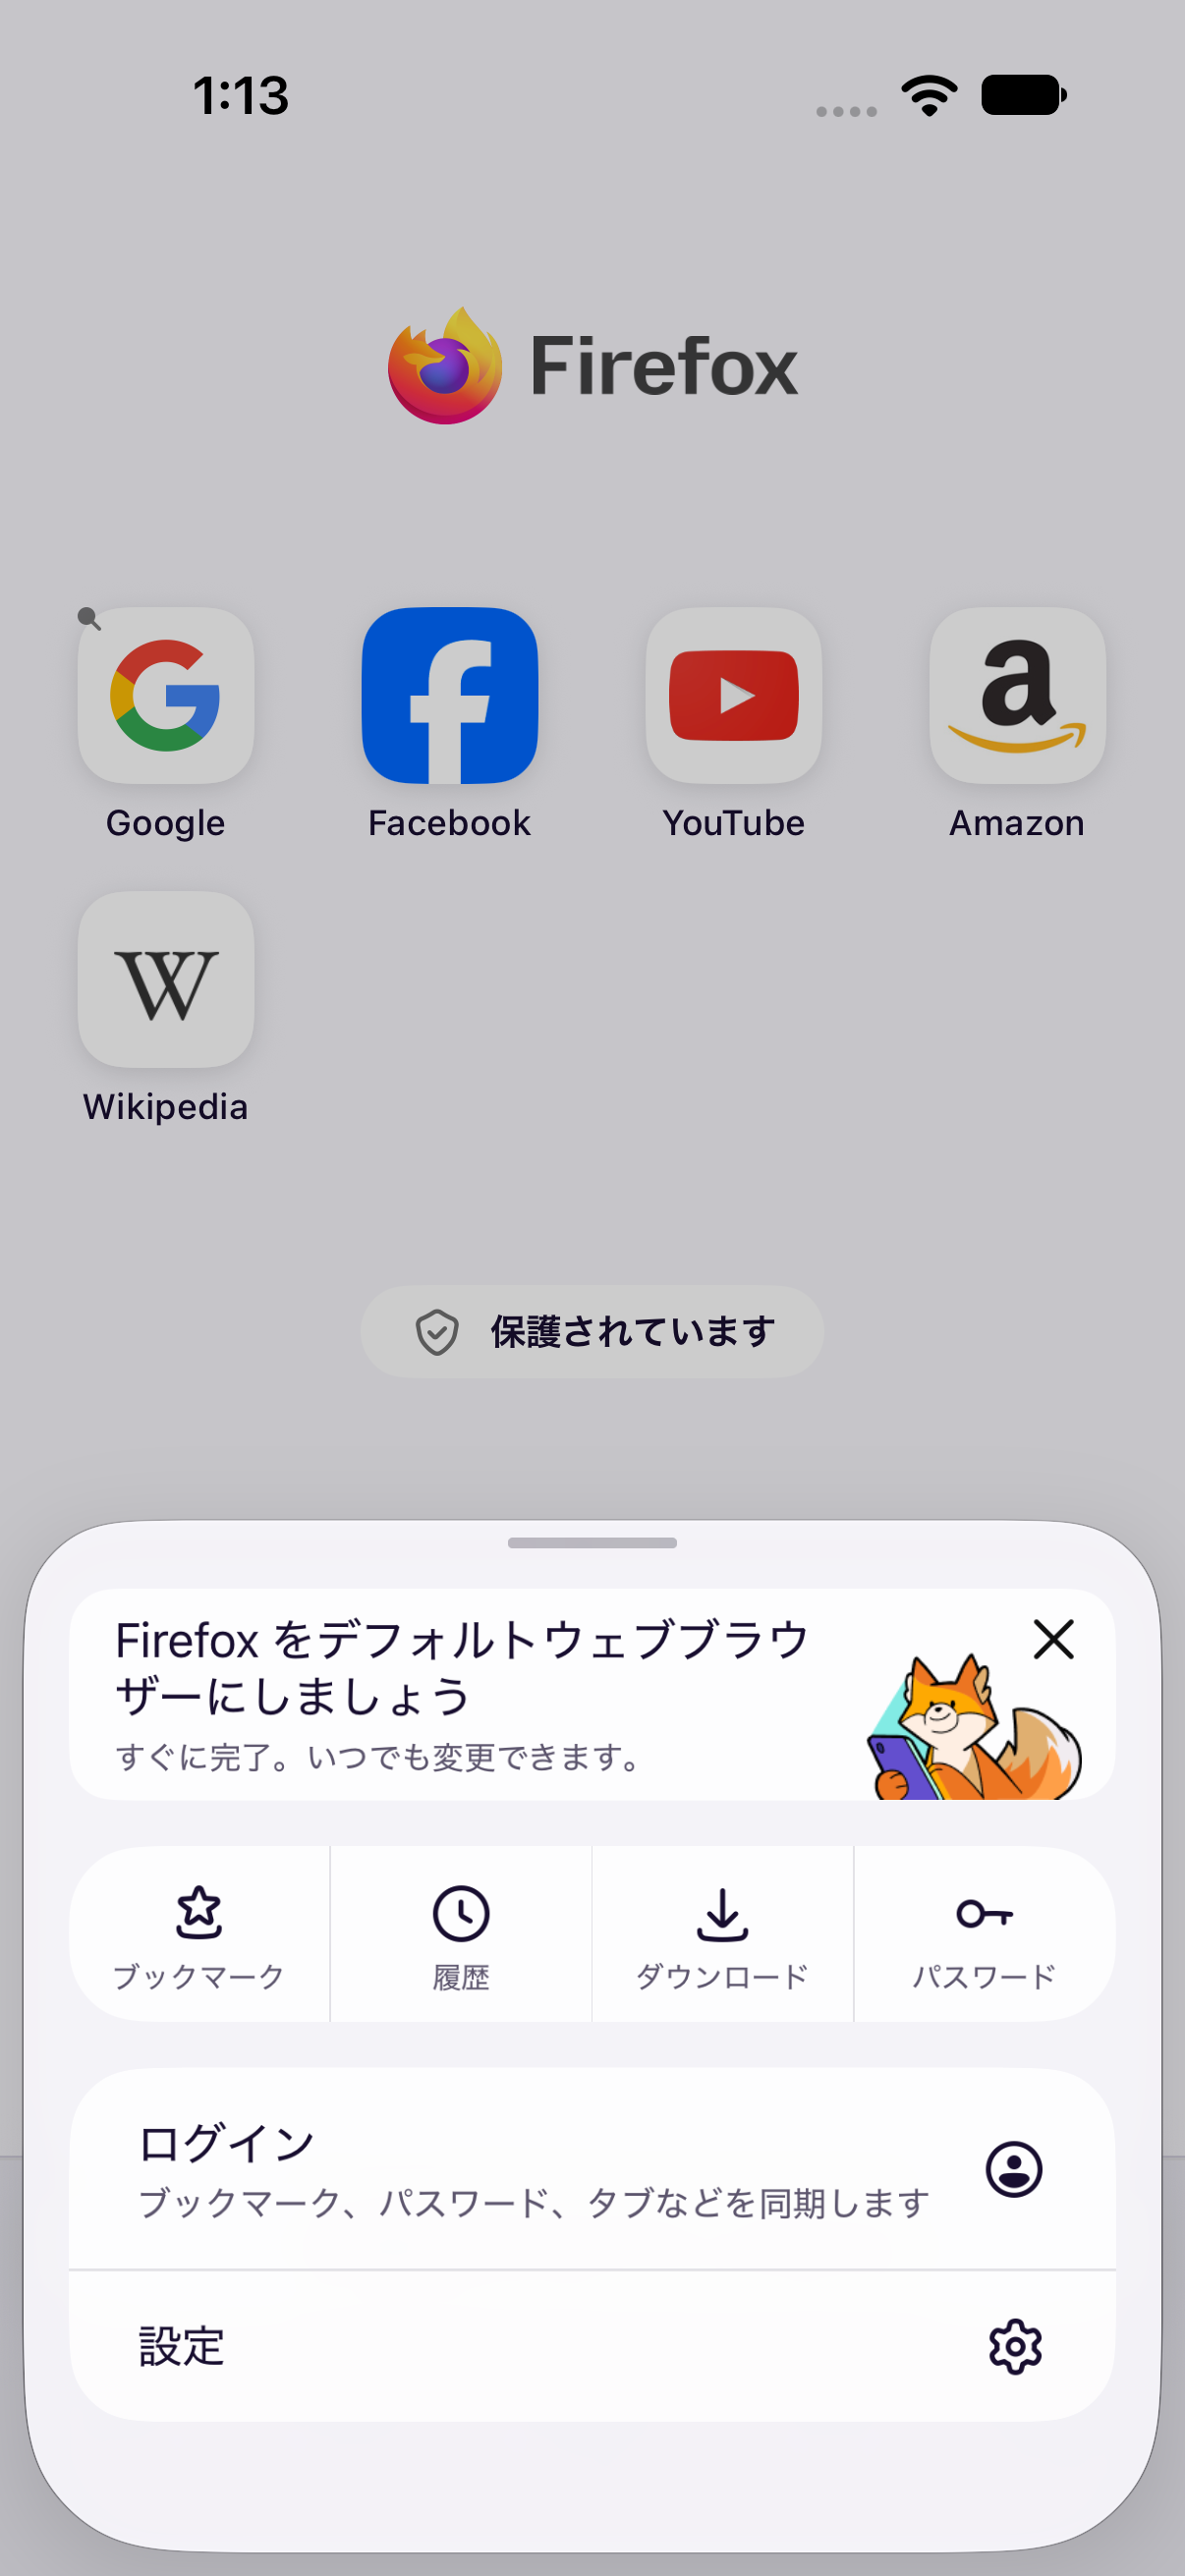 1:13
Firefox
Google
Facebook
YouTube
Amazon
Wikipedia
保護されています
Firefox をデフォルトウェブブラウ
ザーにしましょう
すぐに完了。いつでも変更できます。
ブックマーク
履歴
ダウンロード
パスワード
ログイン
ブックマーク、パスワード、タブなどを同期します
設定